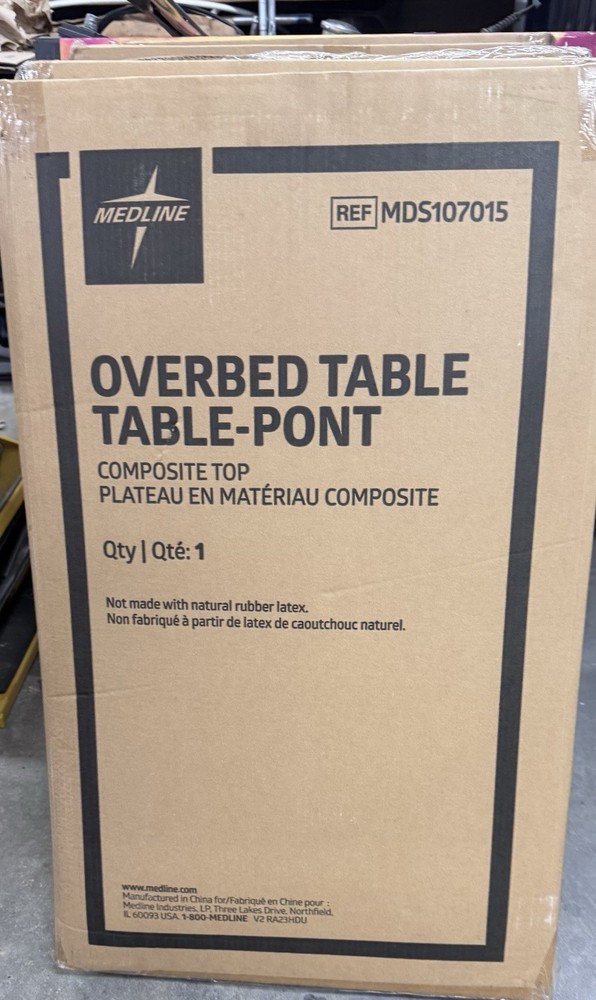 MEDLINE
REF MDS107015
OVERBED TABLE
TABLE-PONT
COMPOSITE TOP
PLATEAU EN MATÉRIAU COMPOSITE
Qty | Qté: 1
Not made with natural rubber latex.
Non fabriqué à partir de latex de caoutchouc naturel.
www.medline.com
Manufactured in China for/Fabriqué en Chine pour :
Medline Industries, LP, Three Lakes Drive, Northfield,
IL 60093 USA. 1-800-MEDLINE V2 RA23HDU